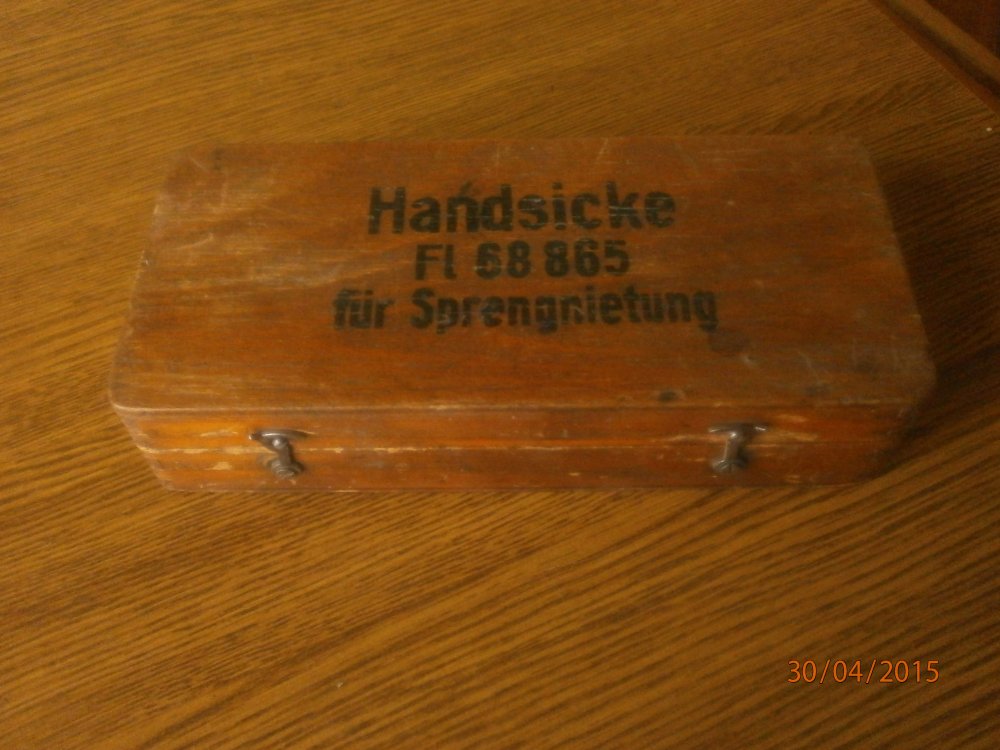 Handsicke
Fl 68 865
für Sprengnietung
30/04/2015